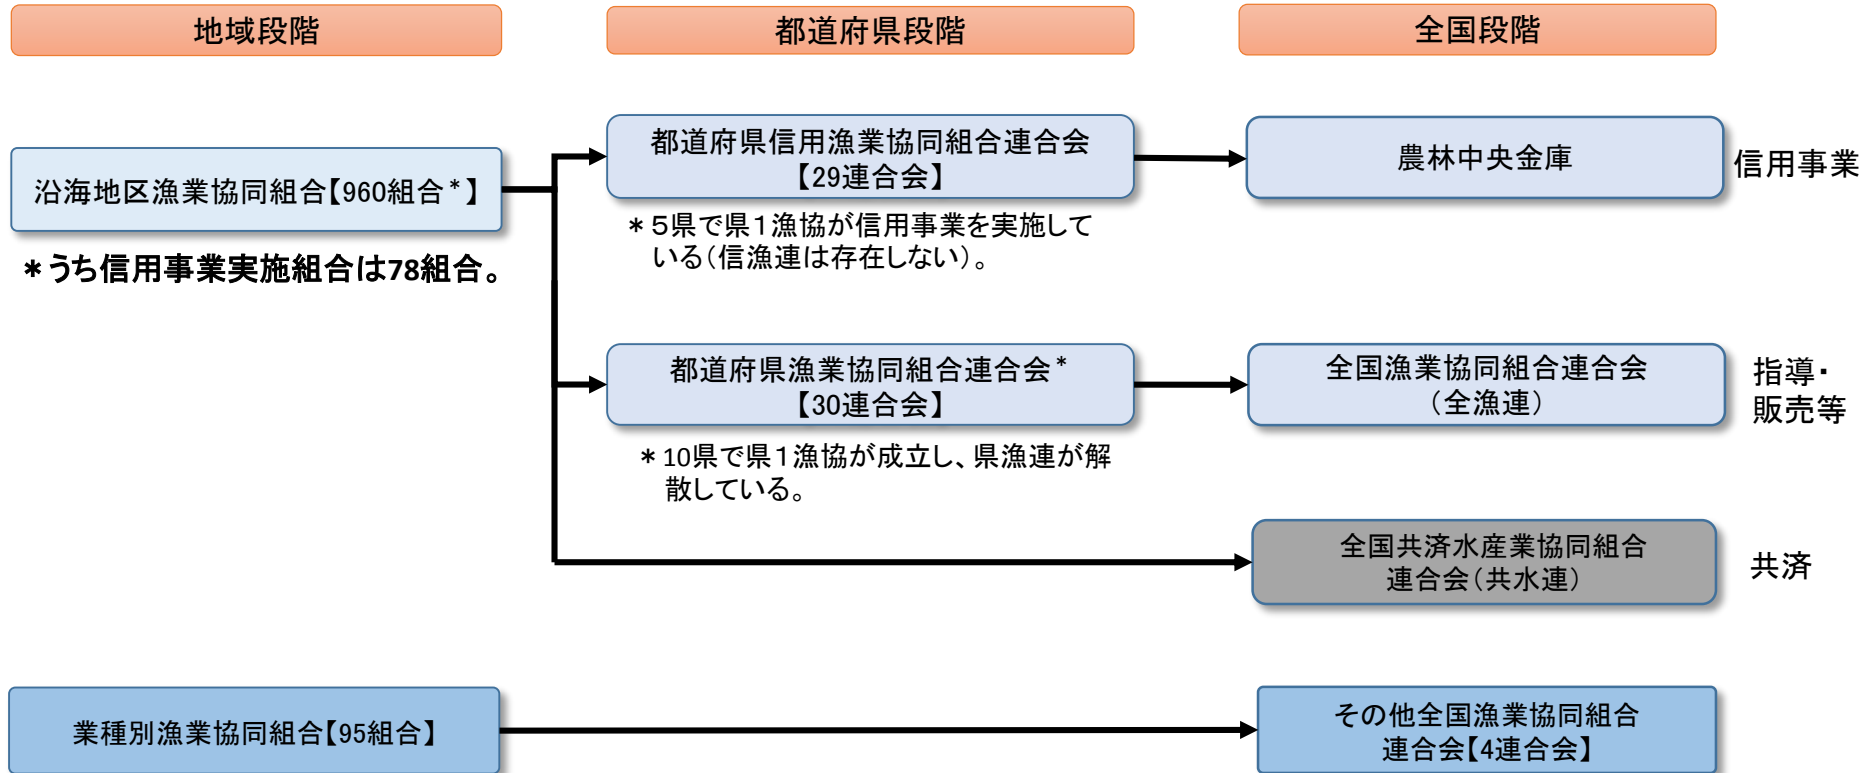 地域段階
都道府県段階
全国段階
沿海地区漁業協同組合【960組合*】
*うち信用事業実施組合は78組合。
都道府県信用漁業協同組合連合会
【29連合会】
*5県で県1漁協が信用事業を実施して
いる(信漁連は存在しない)。
農林中央金庫
信用事業
都道府県漁業協同組合連合会*
【30連合会】
*10県で県1漁協が成立し、県漁連が解
散している。
全国漁業協同組合連合会
(全漁連)
指導・
販売等
全国共済水産業協同組合
連合会(共水連)
共済
業種別漁業協同組合【95組合】
その他全国漁業協同組合
連合会【4連合会】